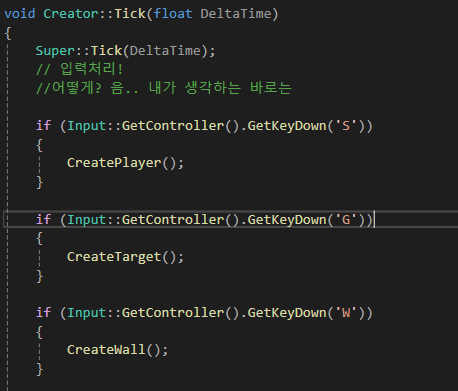 void Creator::Tick(float DeltaTime)
{
Super::Tick(DeltaTime);
// 입력처리!
//어떻게? 음.. 내가 생각하는 바로는
if (Input::GetController().GetKeyDown('S'))
{
CreatePlayer();
}
if (Input::GetController().GetKeyDown('G'))
{
CreateTarget();
}
if (Input::GetController().GetKeyDown('W'))
{
CreateWall();
}